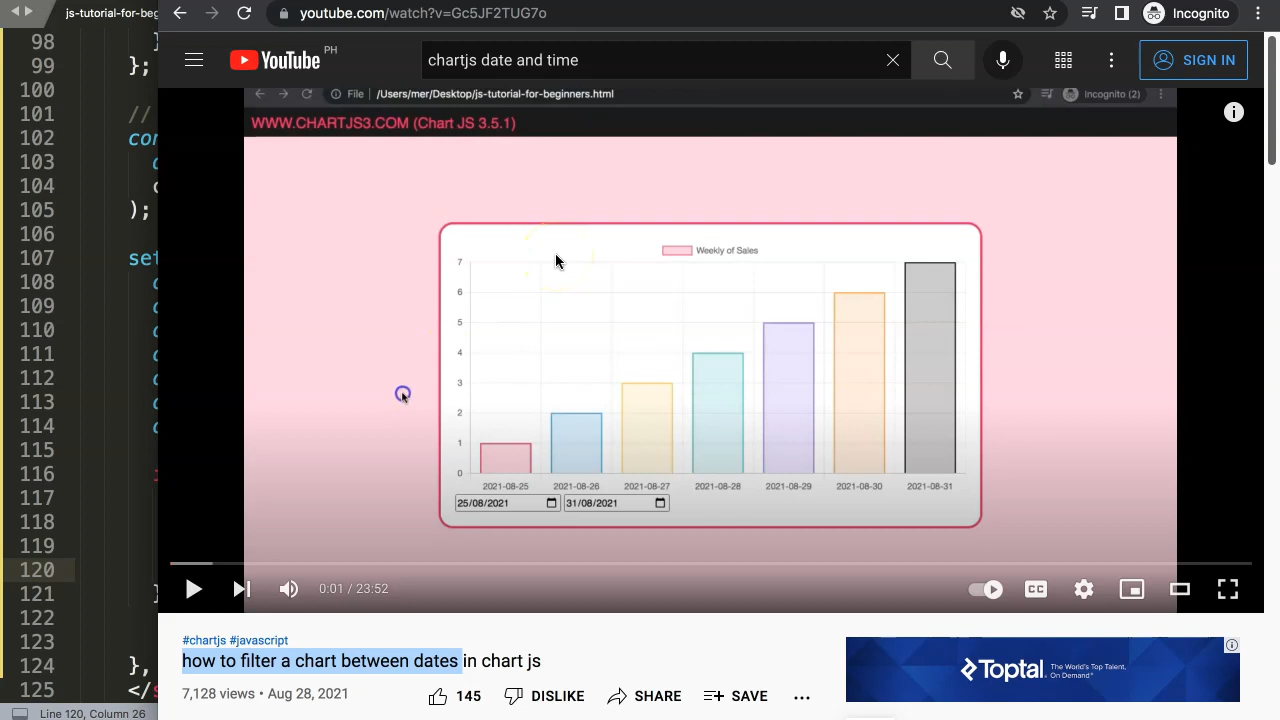 js-tutorial-for-beg
youtube.com/watch?v=Gc5JF2TUG7o
Incognito
98
99
};
100
101
//
102
con
103
104
105
);
106
107
set
108
109
110
111
112
113
114
115
116
117
118
119
120
121
122
123
124
},
125
</s
Line 120, Column 26
YouTube PH
chartjs date and time
SIGN IN
File | /Users/mer/Desktop/js-tutorial-for-beginners.html
Incognito (2)
WWW.CHARTJS3.COM (Chart JS 3.5.1)
Weekly of Sales
7
6
5
4
3
2
1
0
2021-08-25 2021-08-26 2021-08-27 2021-08-28 2021-08-29 2021-08-30 2021-08-31
25/08/2021 31/08/2021
0:01 / 23:52
CC
#chartjs #javascript
how to filter a chart between dates in chart js
7,128 views • Aug 28, 2021
145 DISLIKE SHARE SAVE
Toptal The World's Top Talent, On Demand